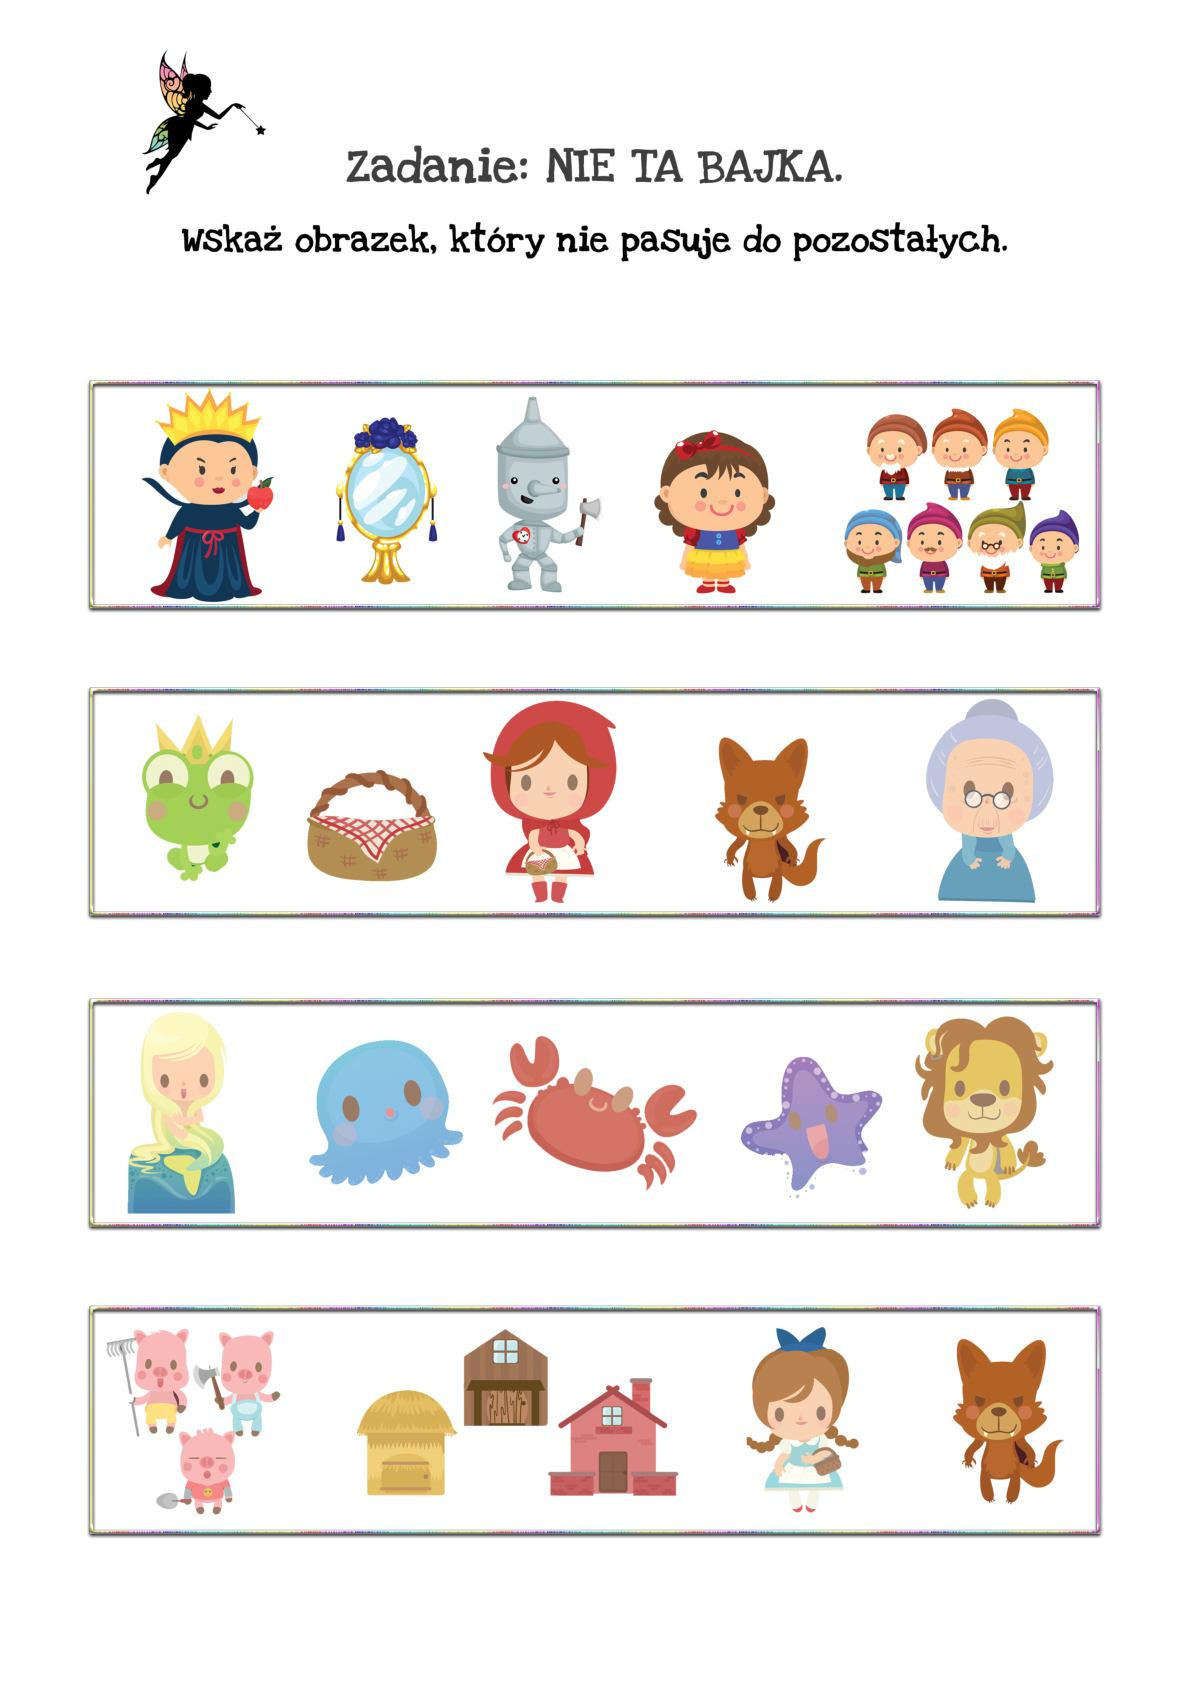 Zadanie: NIE TA BAJKA.
Wskaż obrazek, który nie pasuje do pozostałych.